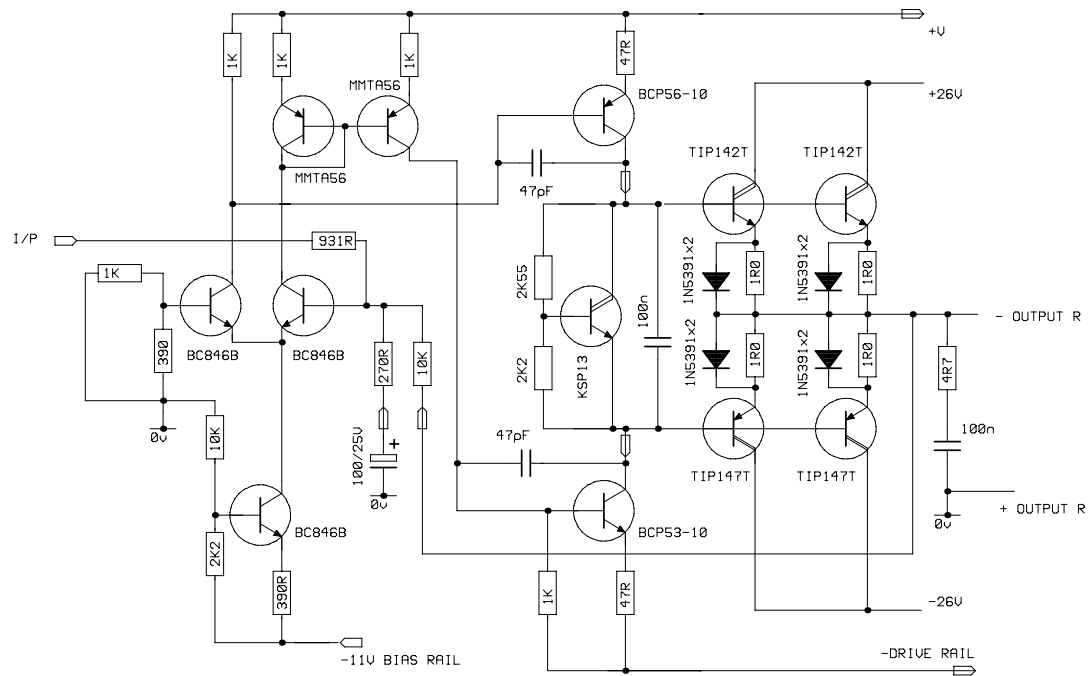 +V
1K
1K
1K
47R
MMTA56
BCP56-10
+26V
MMTA56
47pF
TIP142T
TIP142T
I/P
931R
1K
2K55
1N5391x2
1R0
1N5391x2
1R0
100n
- OUTPUT R
390
BC846B
BC846B
270R
10K
2K2
KSP13
1N5391x2
1R0
1N5391x2
1R0
4R7
0v
10K
100/25V
+
47pF
100n
TIP147T
TIP147T
0v
+ OUTPUT R
0v
BC846B
BCP53-10
2K2
390R
1K
47R
-26V
-11V BIAS RAIL
-DRIVE RAIL